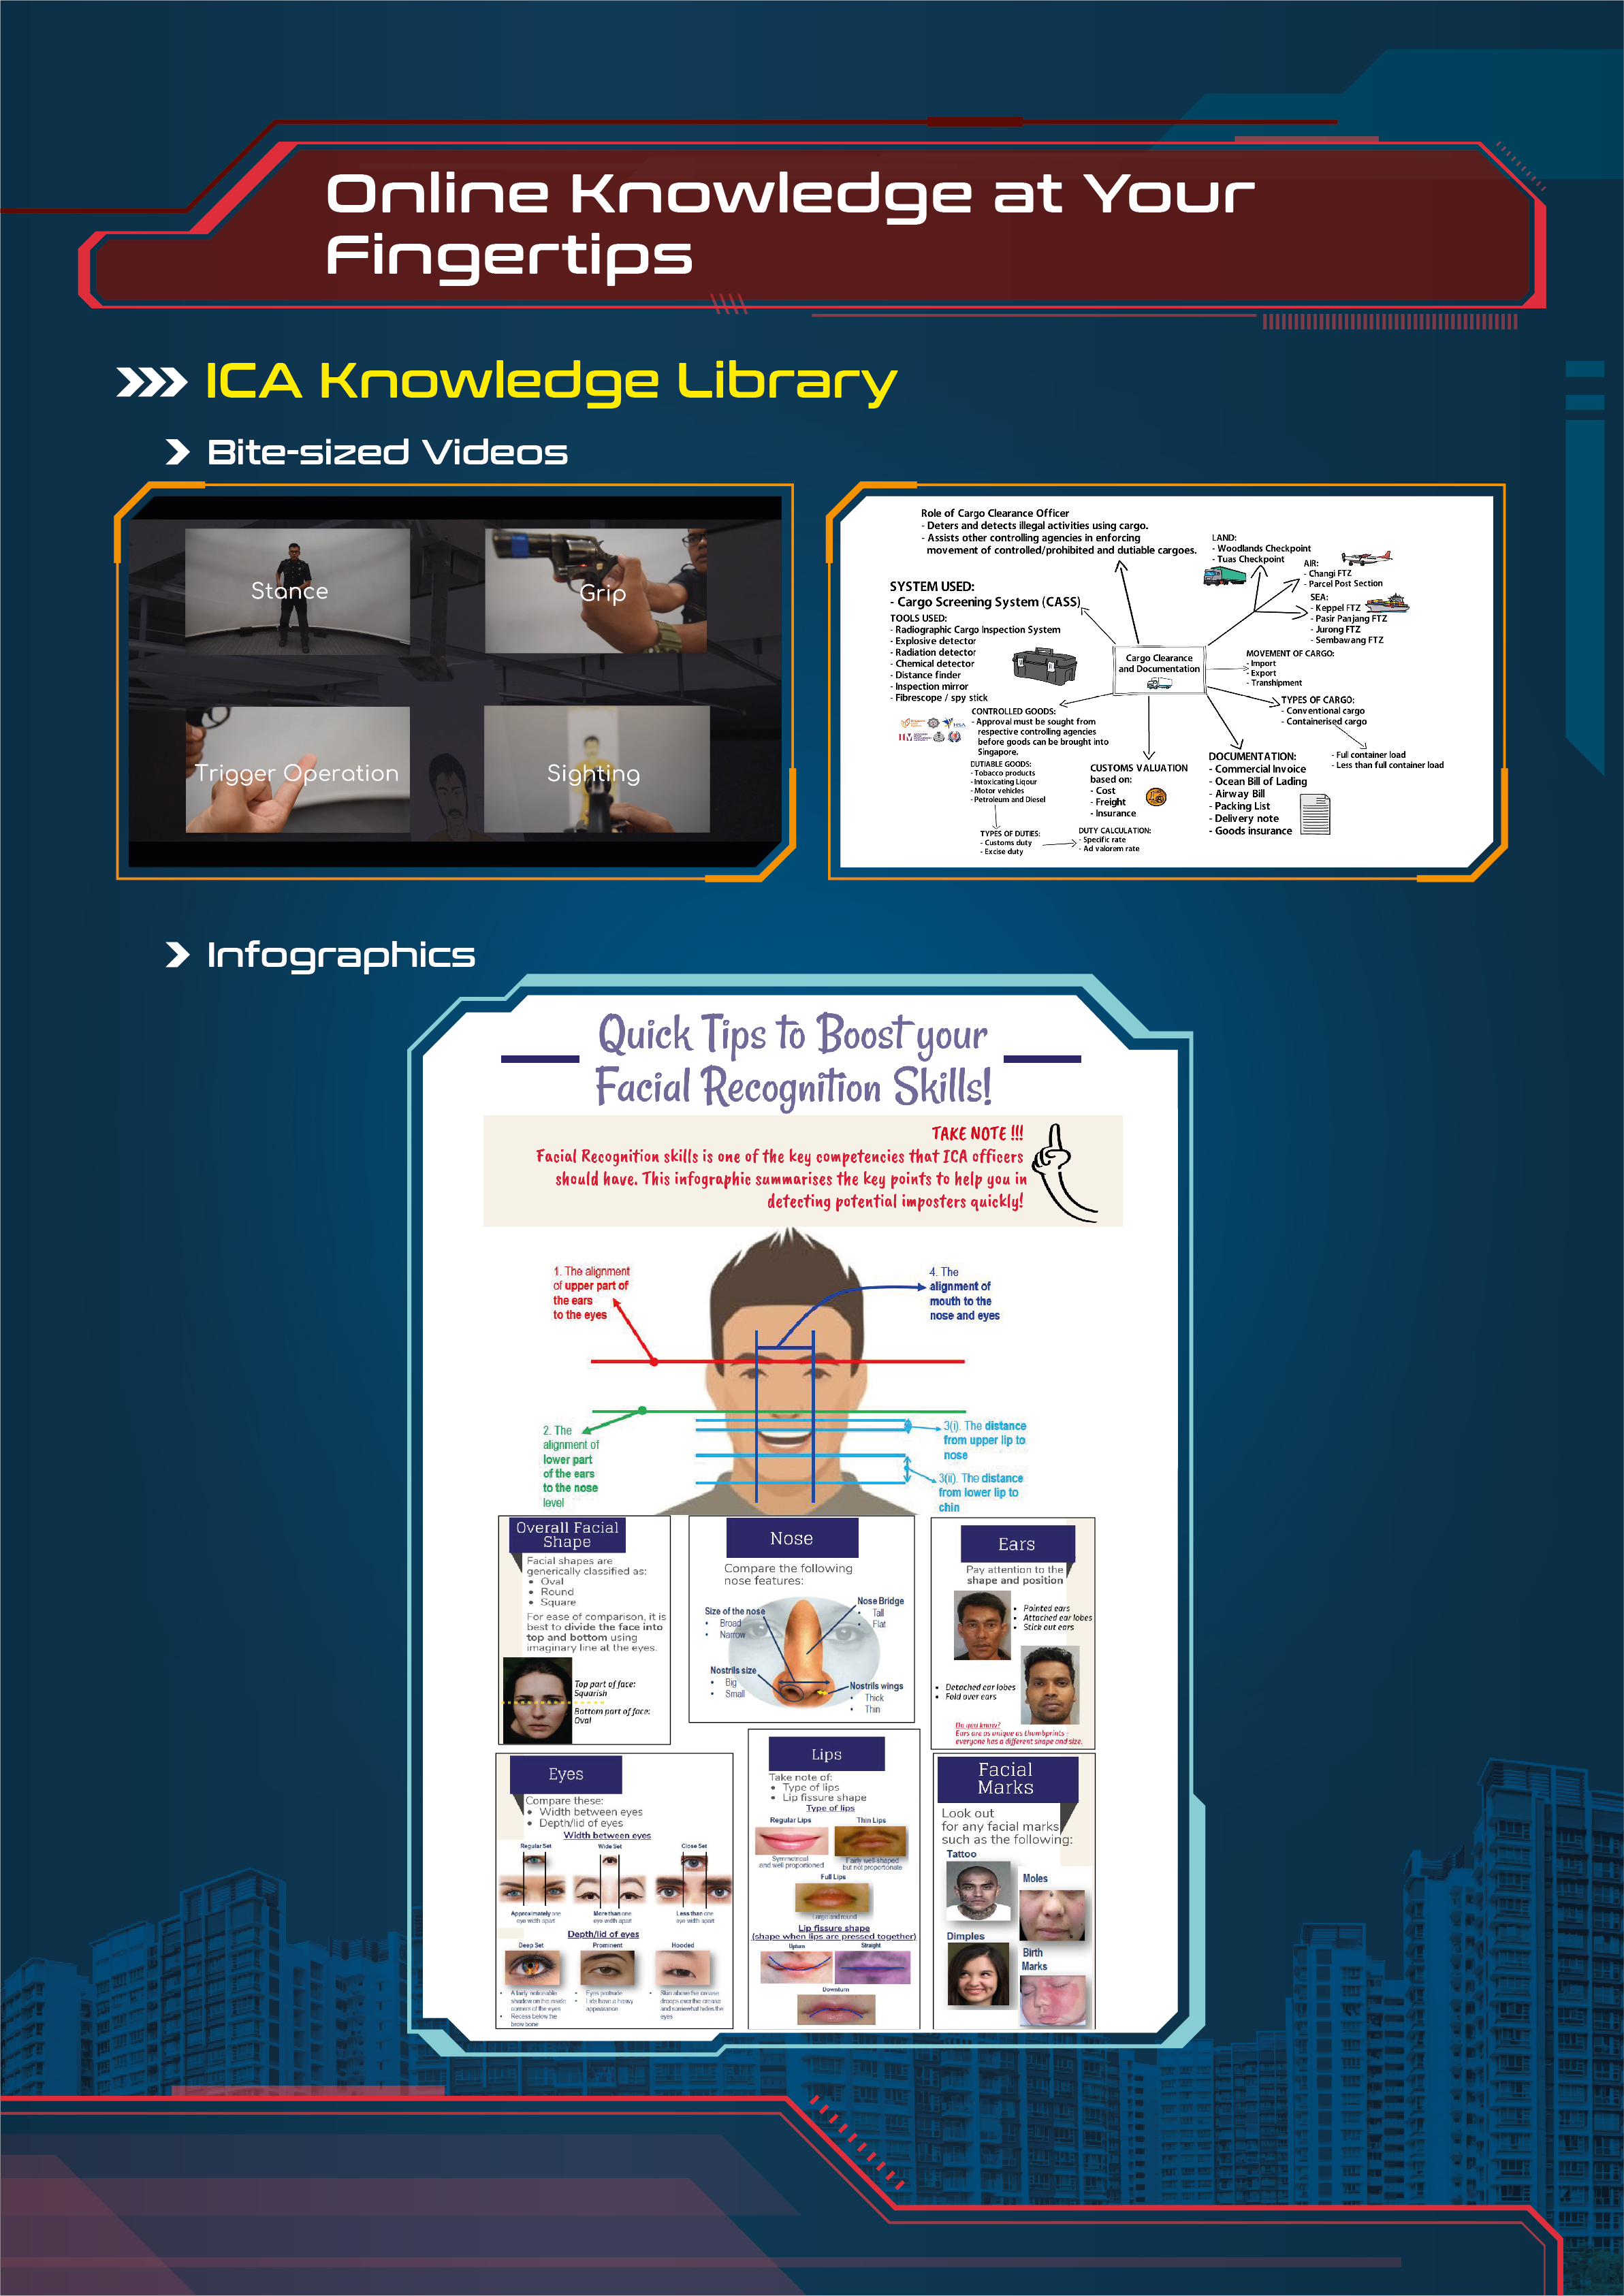 Online Knowledge at Your
Fingertips
ICA Knowledge Library
Bite-sized Videos
Stance
Grip
Trigger Operation
Sighting
Role of Cargo Clearance Officer
- Deters and detects illegal activities using cargo.
- Assists other controlling agencies in enforcing
movement of controlled/prohibited and dutiable cargoes.
LAND:
- Woodlands Checkpoint
- Tuas Checkpoint
AIR:
- Changi FTZ
- Parcel Post Section
SEA:
- Keppel FTZ
- Pasir Panjang FTZ
- Jurong FTZ
- Sembawang FTZ
SYSTEM USED:
- Cargo Screening System (CASS)
TOOLS USED:
- Radiographic Cargo Inspection System
- Explosive detector
- Radiation detector
- Chemical detector
- Distance finder
- Inspection mirror
- Fibrescope / spy stick
Cargo Clearance
and Documentation
MOVEMENT OF CARGO:
- Import
- Export
- Transhipment
TYPES OF CARGO:
- Conventional cargo
- Containerised cargo
- Full container load
- Less than full container load
CONTROLLED GOODS:
- Approval must be sought from
respective controlling agencies
before goods can be brought into
Singapore.
HSA
DUTIABLE GOODS:
- Tobacco products
- Intoxicating Liqour
- Motor vehicles
- Petroleum and Diesel
TYPES OF DUTIES:
- Customs duty
- Excise duty
DUTY CALCULATION:
- Specific rate
- Ad valorem rate
CUSTOMS VALUATION
based on:
- Cost
- Freight
- Insurance
DOCUMENTATION:
- Commercial Invoice
- Ocean Bill of Lading
- Airway Bill
- Packing List
- Delivery note
- Goods insurance
Infographics
Quick Tips to Boost your
Facial Recognition Skills!
TAKE NOTE !!!
Facial Recognition skills is one of the key competencies that ICA officers
should have. This infographic summarises the key points to help you in
detecting potential imposters quickly!
1. The alignment
of upper part of
the ears
to the eyes
4. The
alignment of
mouth to the
nose and eyes
2. The
alignment of
lower part
of the ears
to the nose
level
3(i). The distance
from upper lip to
nose
3(ii). The distance
from lower lip to
chin
Overall Facial
Shape
Facial shapes are
generically classified as:
• Oval
• Round
• Square
For ease of comparison, it is
best to divide the face into
top and bottom using
imaginary line at the eyes.
Top part of face:
Squarish
Bottom part of face:
Oval
Nose
Compare the following
nose features:
Size of the nose
• Broad
• Narrow
Nose Bridge
• Tall
• Flat
Nostrils size
• Big
• Small
Nostrils wings
• Thick
• Thin
Ears
Pay attention to the
shape and position
• Pointed ears
• Attached ear lobes
• Stick out ears
• Detached ear lobes
• Fold over ears
Do you know?
Ears are as unique as thumbprints -
everyone has a different shape and size.
Eyes
Compare these:
• Width between eyes
• Depth/lid of eyes
Width between eyes
Regular Set
Wide Set
Close Set
Approximately one
eye width apart
More than one
eye width apart
Less than one
eye width apart
Depth/lid of eyes
Deep Set
Prominent
Hooded
• A fairly noticeable
shadow on the inside
corners of the eyes
• Recess below the
brow bone
• Eyes protrude
• Lids have a heavy
appearance
• Skin above the crease
droops over the crease
and somewhat hides the
eyes
Lips
Take note of:
• Type of lips
• Lip fissure shape
Type of lips
Regular Lips
Thin Lips
Symmetrical
and well proportioned
Fairly well-shaped
but not proportionate
Full Lips
Large and round
Lip fissure shape
(shape when lips are pressed together)
Upturn
Straight
Downturn
Facial
Marks
Look out
for any facial marks
such as the following:
Tattoo
Moles
Dimples
Birth
Marks